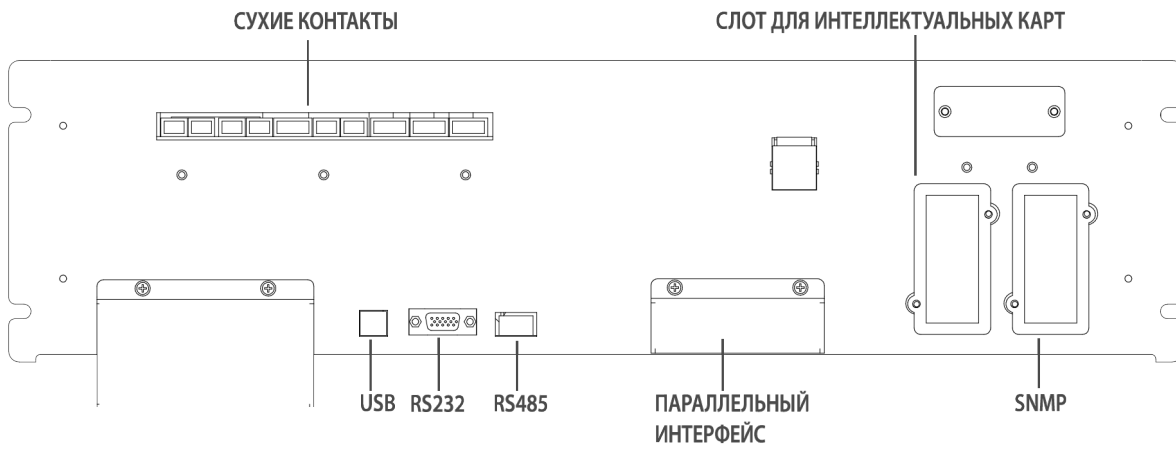 СУХИЕ КОНТАКТЫ
СЛОТ ДЛЯ ИНТЕЛЛЕКТУАЛЬНЫХ КАРТ
USB
RS232
RS485
ПАРАЛЛЕЛЬНЫЙ
ИНТЕРФЕЙС
SNMP